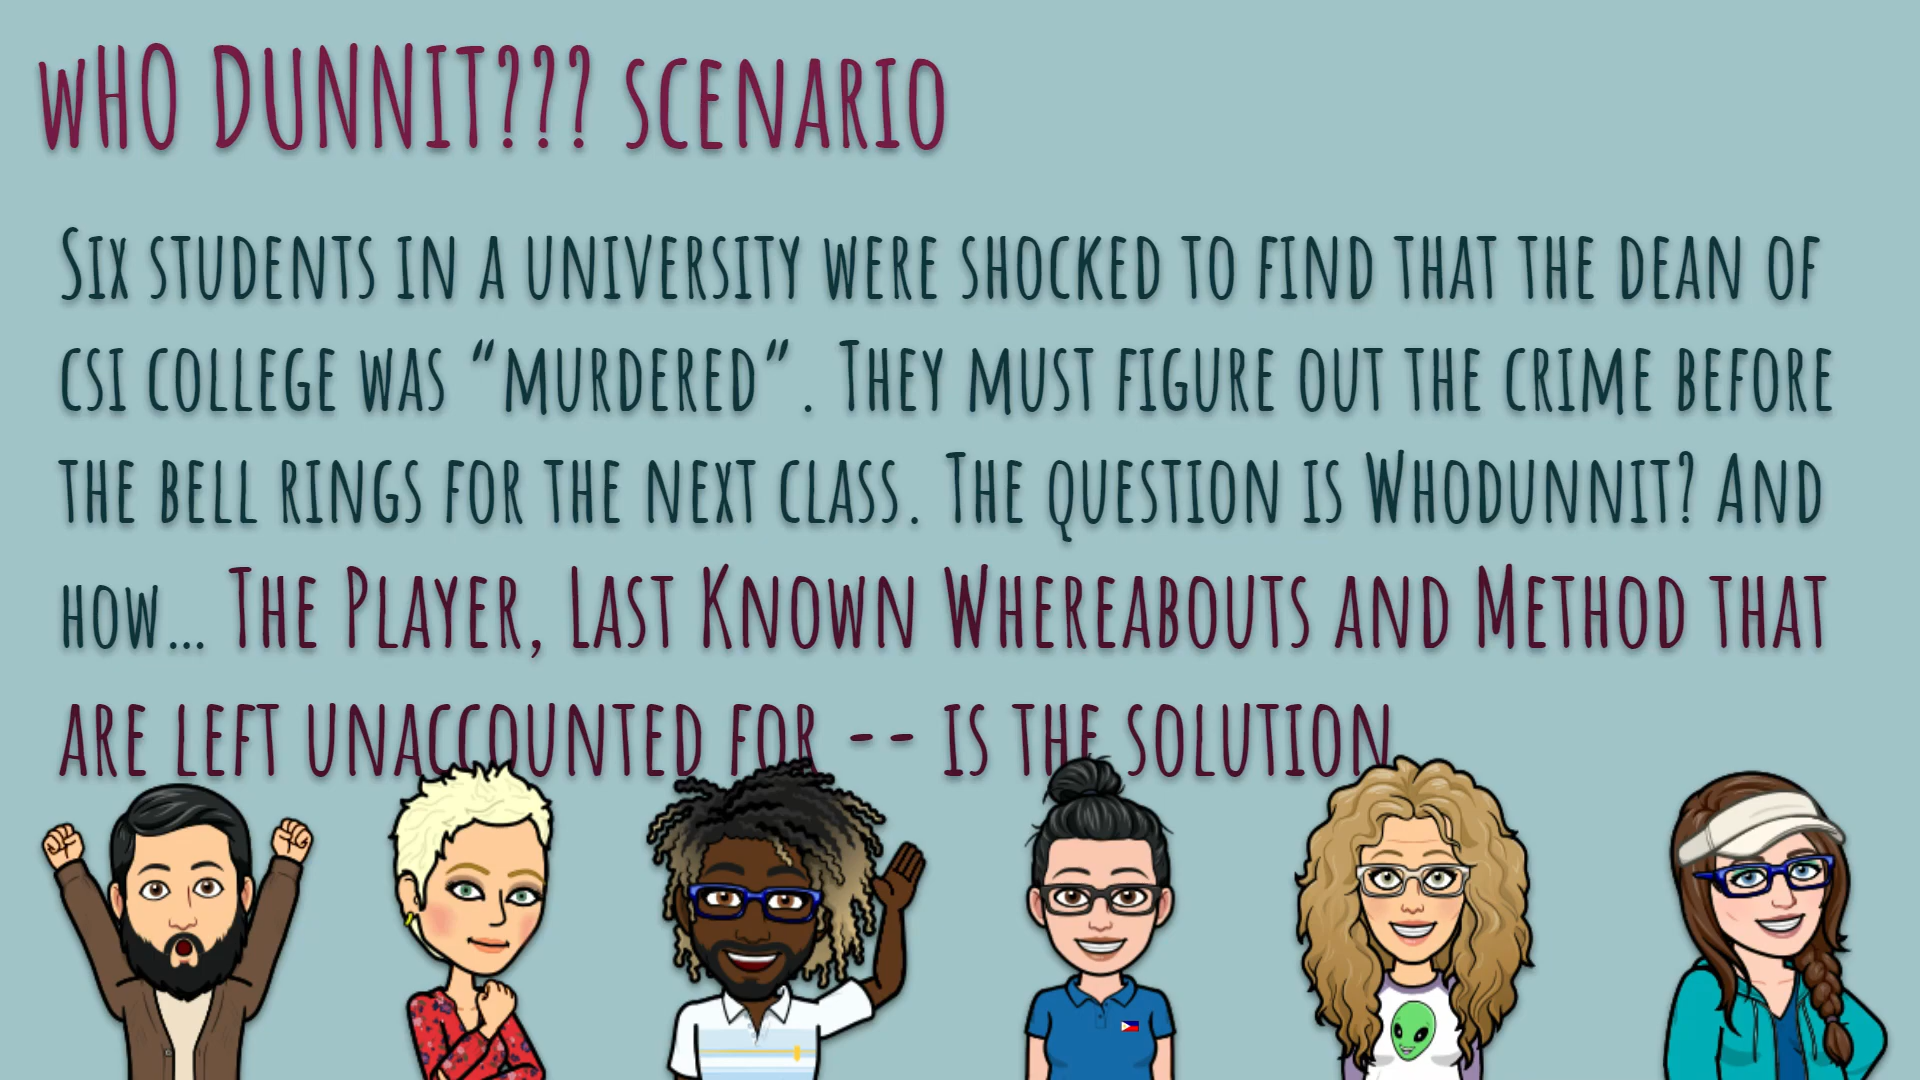 wHO DUNNIT??? SCENARIO
Six students in a university were shocked to find that the dean of
CSI college was “murdered”. They must figure out the crime before
the bell rings for the next class. The question is Whodunnit? And
how... The Player, Last Known Whereabouts and Method that
are left unaccounted for -- is the solution